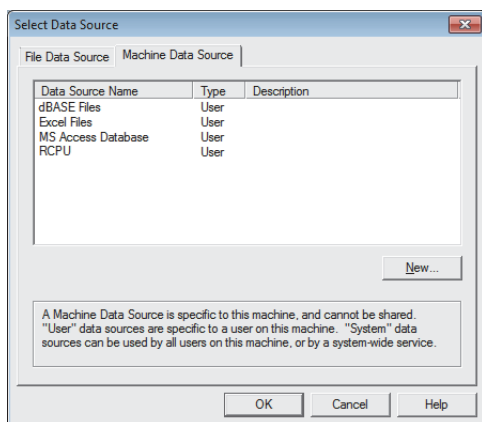 Select Data Source
File Data Source Machine Data Source
Data Source Name Type Description
dBASE Files User
Excel Files User
MS Access Database User
RCPU User
New...
A Machine Data Source is specific to this machine, and cannot be shared.
"User" data sources are specific to a user on this machine. "System" data
sources can be used by all users on this machine, or by a system-wide service.
OK Cancel Help